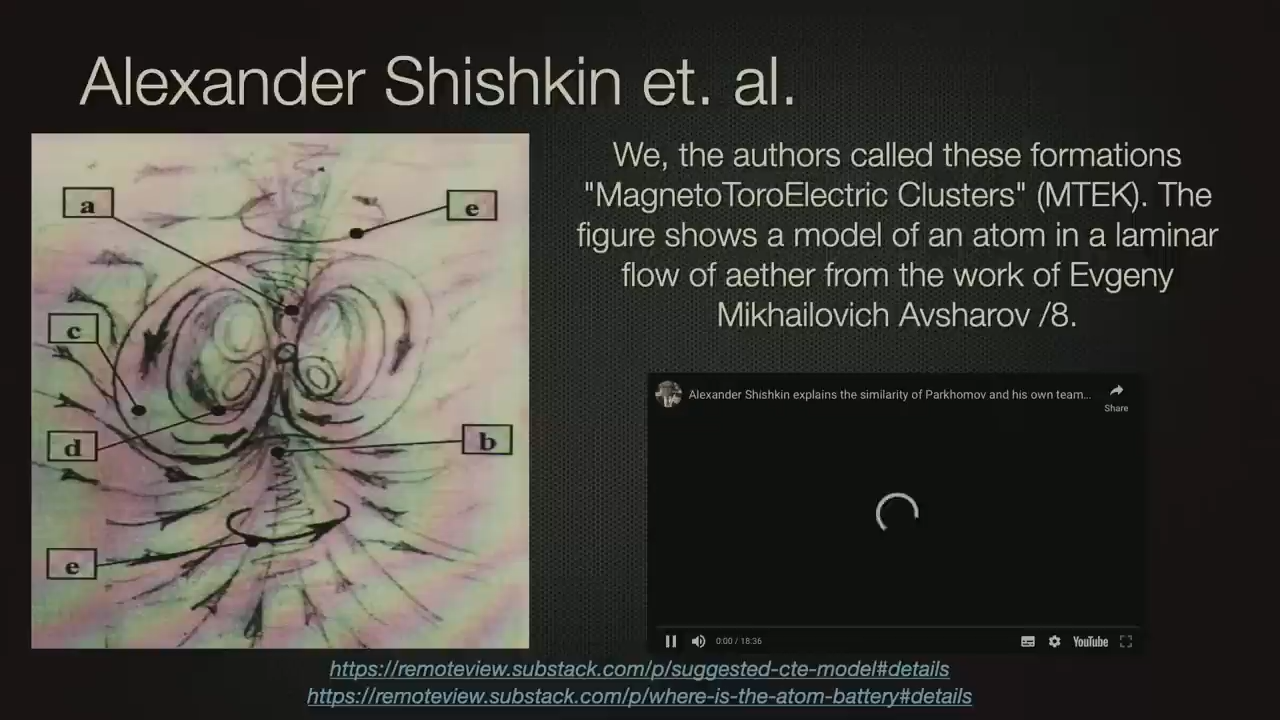 Alexander Shishkin et. al.
a
e
c
d
b
e
We, the authors called these formations
"MagnetoToroElectric Clusters" (MTEK). The
figure shows a model of an atom in a laminar
flow of aether from the work of Evgeny
Mikhailovich Avsharov /8.
Alexander Shishkin explains the similarity of Parkhomov and his own team...
Share
0:00 / 18:36
YouTube
https://remoteview.substack.com/p/suggested-cte-model#details
https://remoteview.substack.com/p/where-is-the-atom-battery#details